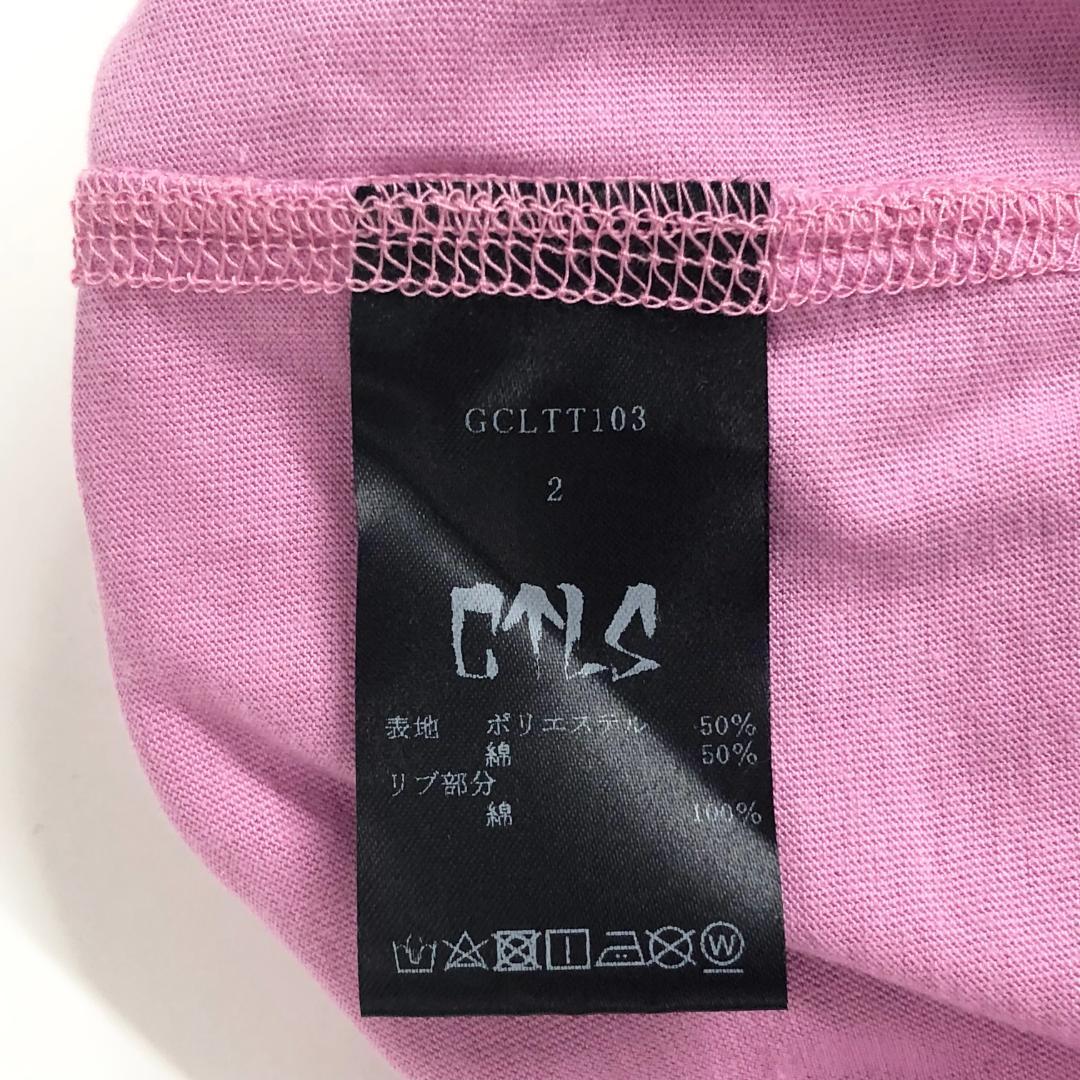 GCLTT103
2
CTLS
表地 ポリエステル 50%
綿 50%
リブ部分
綿 100%
W